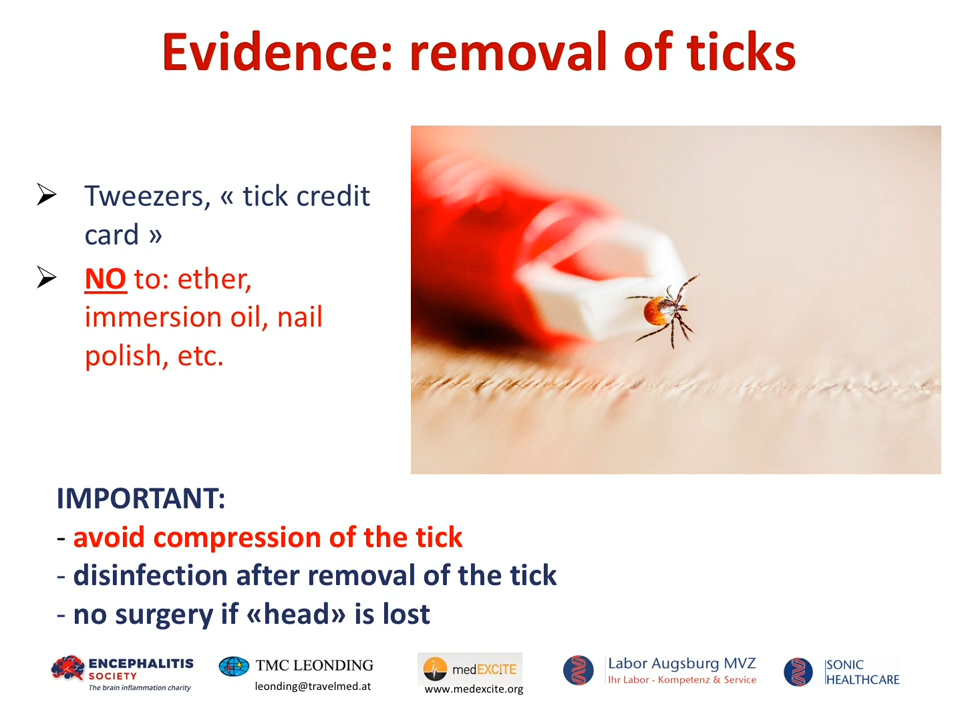 Evidence: removal of ticks
Tweezers, « tick credit
card »
NO to: ether,
immersion oil, nail
polish, etc.
IMPORTANT:
- avoid compression of the tick
- disinfection after removal of the tick
- no surgery if «head» is lost
ENCEPHALITIS
SOCIETY
The brain inflammation charity
TMC LEONDING
leonding@travelmed.at
medEXCITE
www.medexcite.org
Labor Augsburg MVZ
Ihr Labor - Kompetenz & Service
SONIC
HEALTHCARE